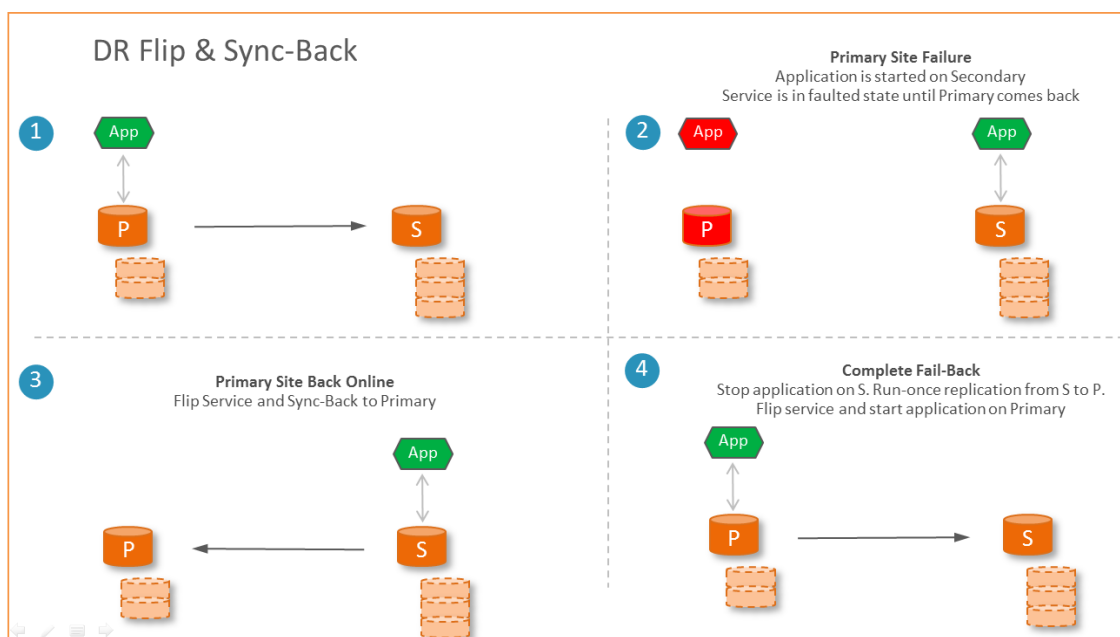 DR Flip & Sync-Back
1
App
P
S
Primary Site Failure
Application is started on Secondary
Service is in faulted state until Primary comes back
2
App
App
P
S
3
Primary Site Back Online
Flip Service and Sync-Back to Primary
App
P
S
4
Complete Fail-Back
Stop application on S. Run-once replication from S to P.
Flip service and start application on Primary
App
P
S